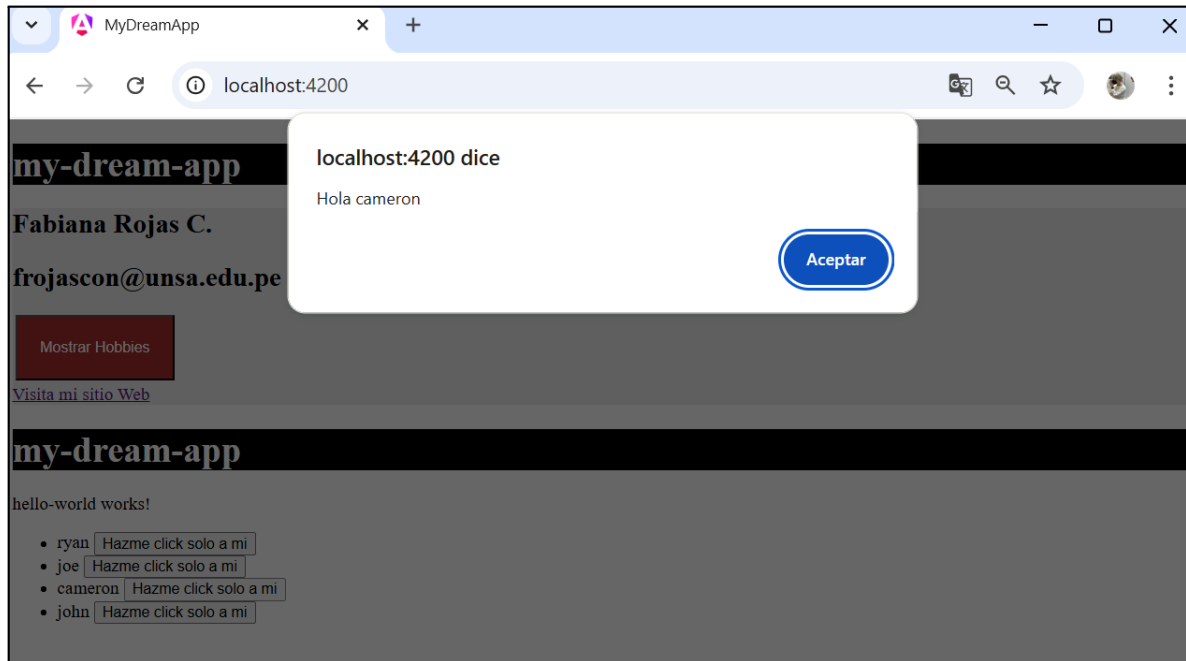 MyDreamApp
localhost:4200
localhost:4200 dice
Hola cameron
Aceptar
my-dream-app
Fabiana Rojas C.
frojascon@unsa.edu.pe
Mostrar Hobbies
Visita mi sitio Web
my-dream-app
hello-world works!
ryan Hazme click solo a mi
joe Hazme click solo a mi
cameron Hazme click solo a mi
john Hazme click solo a mi